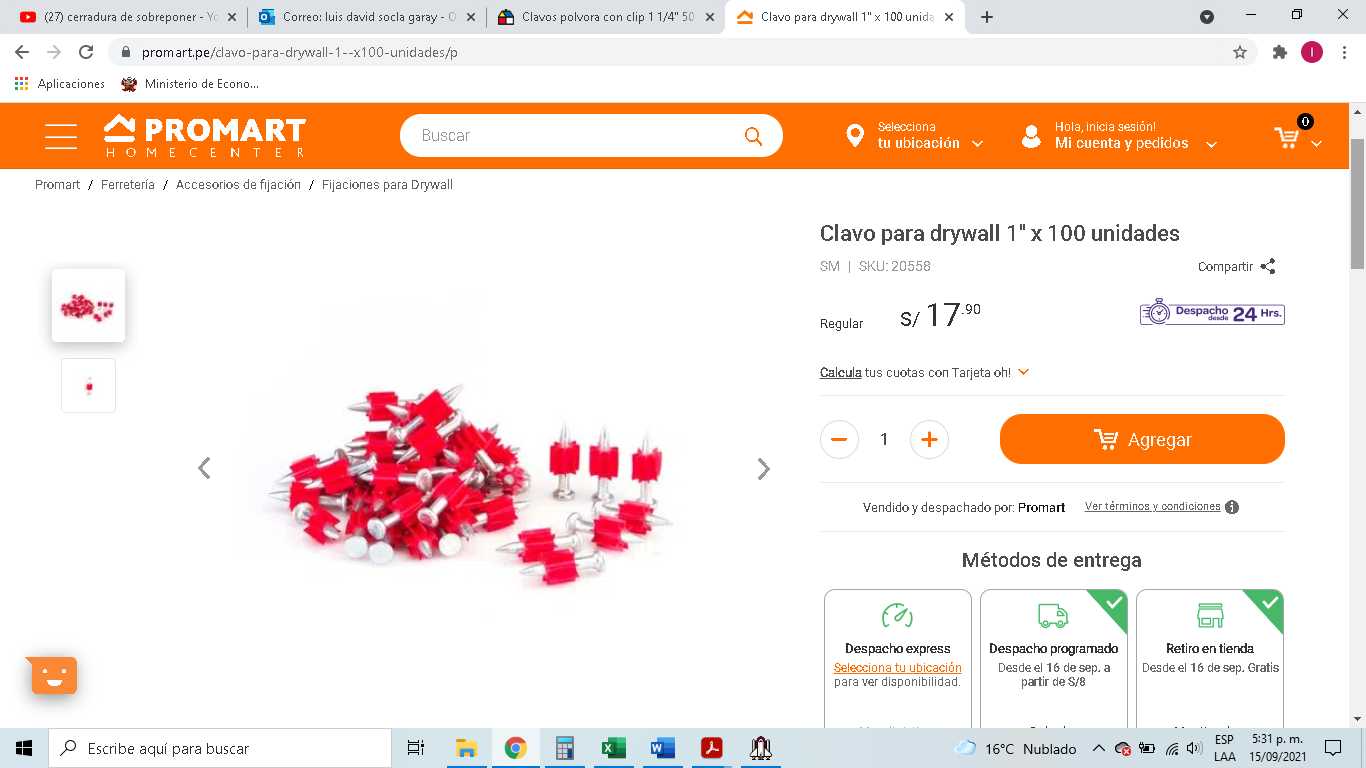 (27) cerradura de sobreponer - Yo
Correo: luis david socla garay - O
Clavos polvora con clip 1 1/4" 50
Clavo para drywall 1" x 100 unida
promart.pe/clavo-para-drywall-1--x100-unidades/p
I
Aplicaciones
Ministerio de Econo...
PROMART
HOMECENTER
Buscar
Selecciona
tu ubicación
Hola, inicia sesión!
Mi cuenta y pedidos
0
Promart / Ferretería / Accesorios de fijación / Fijaciones para Drywall
Clavo para drywall 1" x 100 unidades
SM | SKU: 20558
Compartir
Regular
S/ 17.90
Despacho
desde
24 Hrs.
Calcula tus cuotas con Tarjeta oh!
1
Agregar
Vendido y despachado por: Promart
Ver términos y condiciones
Métodos de entrega
Despacho express
Selecciona tu ubicación
para ver disponibilidad.
Despacho programado
Desde el 16 de sep. a
partir de S/8
Retiro en tienda
Desde el 16 de sep. Gratis
Escribe aquí para buscar
16°C Nublado
ESP
LAA
5:31 p. m.
15/09/2021